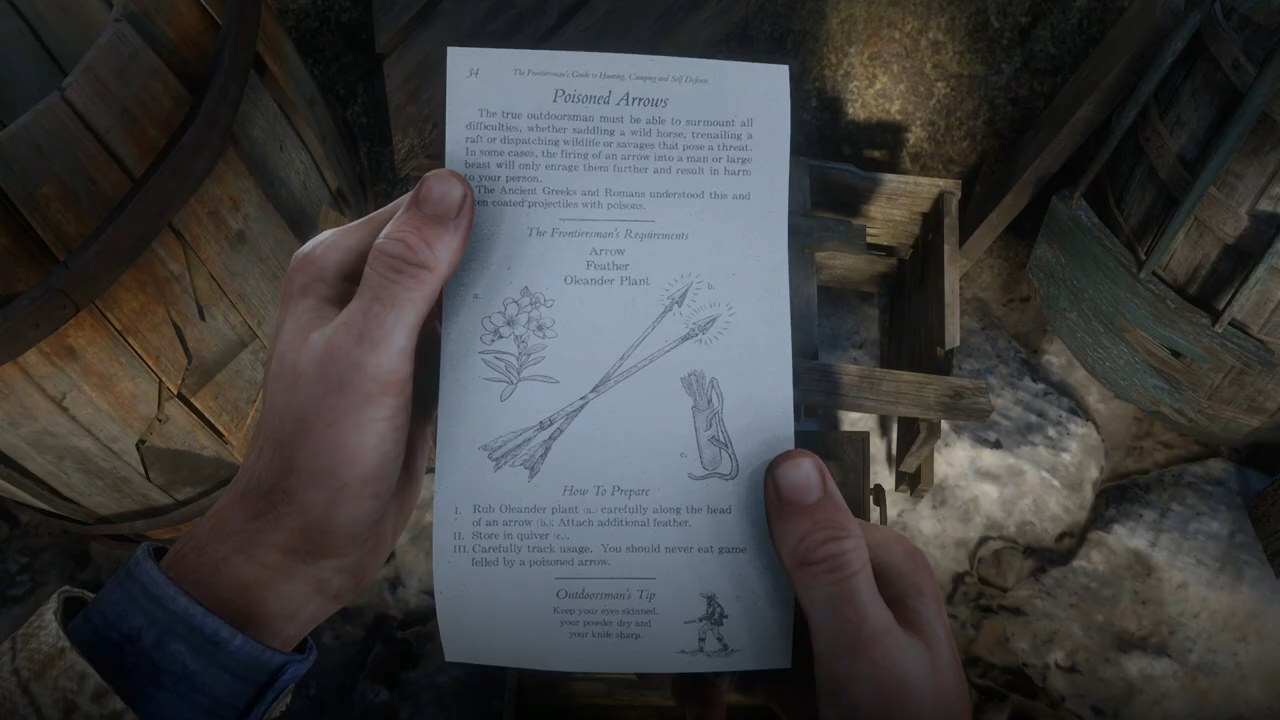 34 The Frontiersman's Guide to Hunting, Camping and Self Defense
Poisoned Arrows
The true outdoorsman must be able to surmount all
difficulties, whether saddling a wild horse, trenailing a
raft or dispatching wildlife or savages that pose a threat.
In some cases, the firing of an arrow into a man or large
beast will only enrage them further and result in harm
to your person.
The Ancient Greeks and Romans understood this and
coated projectiles with poisons.
The Frontiersman's Requirements
Arrow
Feather
Oleander Plant
a.
b.
c.
How To Prepare
I. Rub Oleander plant (a.) carefully along the head
of an arrow (b.). Attach additional feather.
II. Store in quiver (c.).
III. Carefully track usage. You should never eat game
felled by a poisoned arrow.
Outdoorsman's Tip
Keep your eyes skinned,
your powder dry and
your knife sharp.